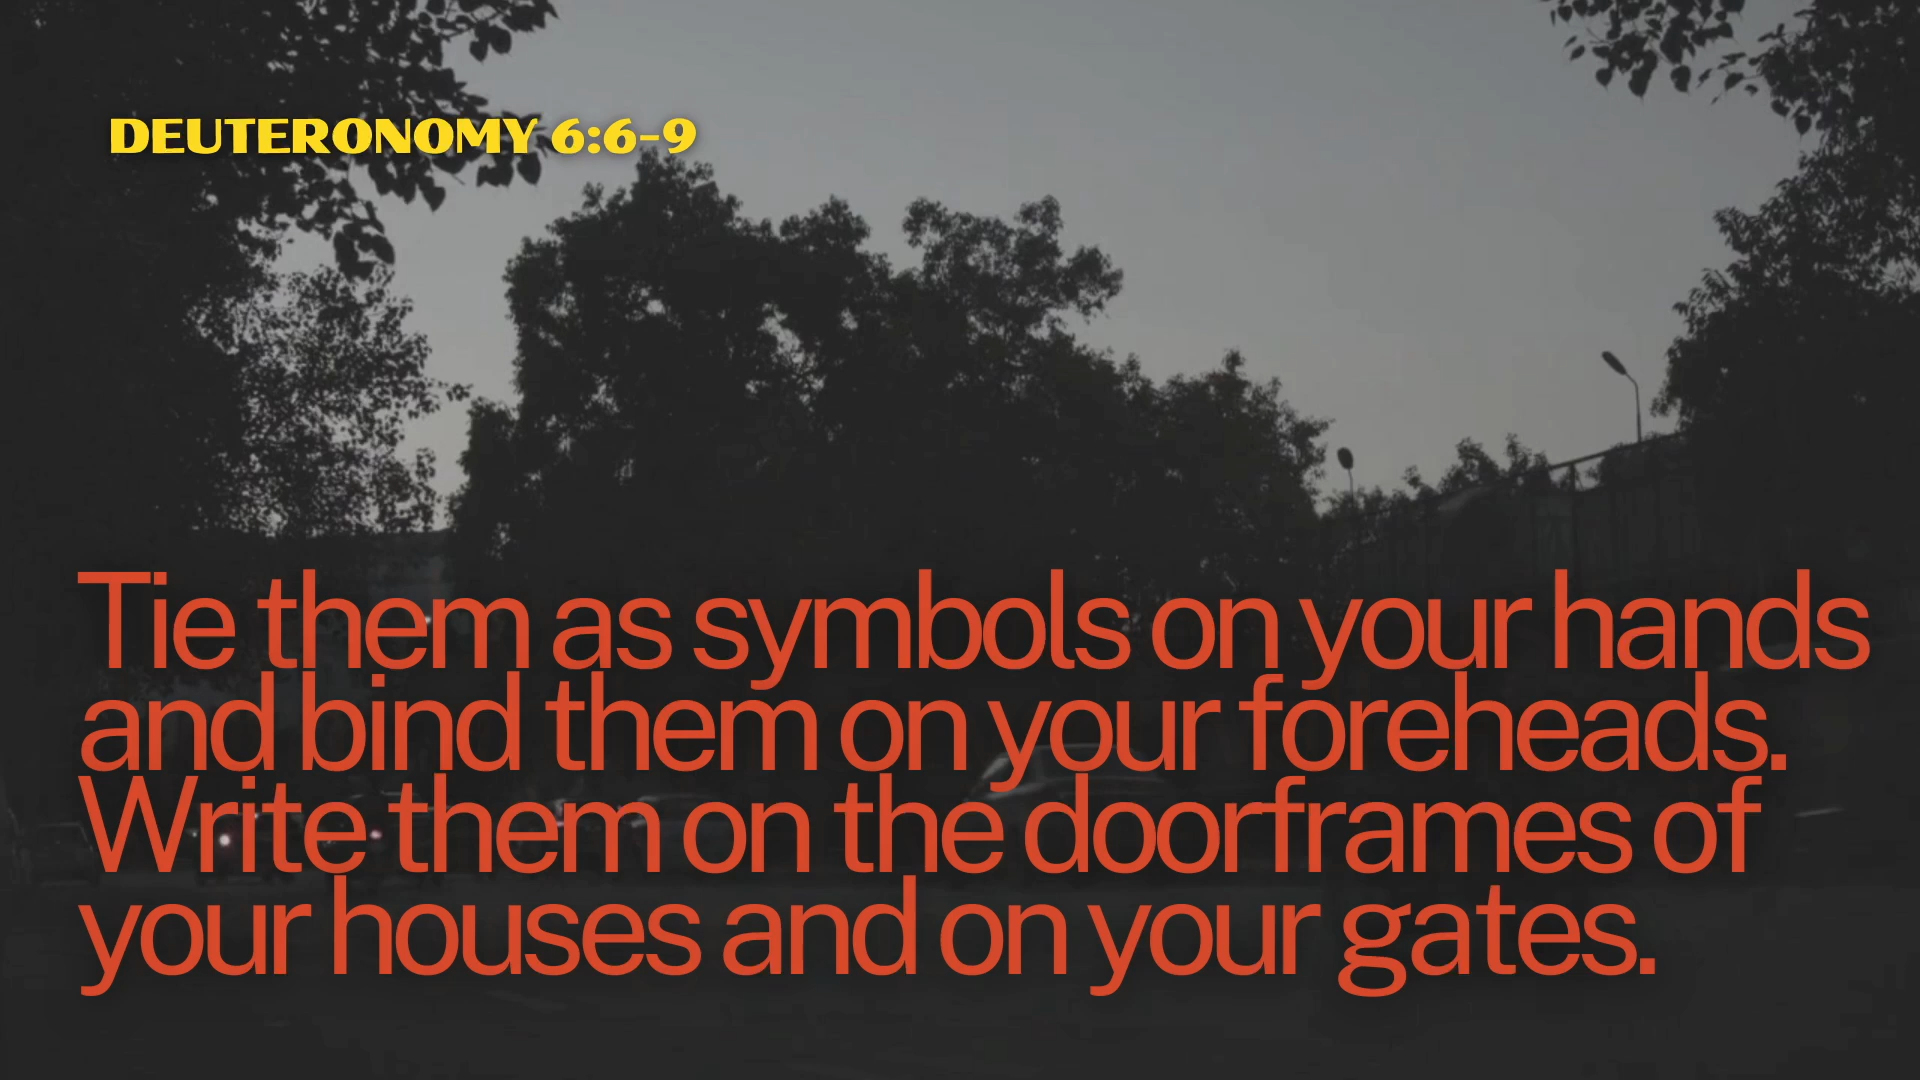 DEUTERONOMY 6:6-9
Tie them as symbols on your hands
and bind them on your foreheads.
Write them on the doorframes of
your houses and on your gates.